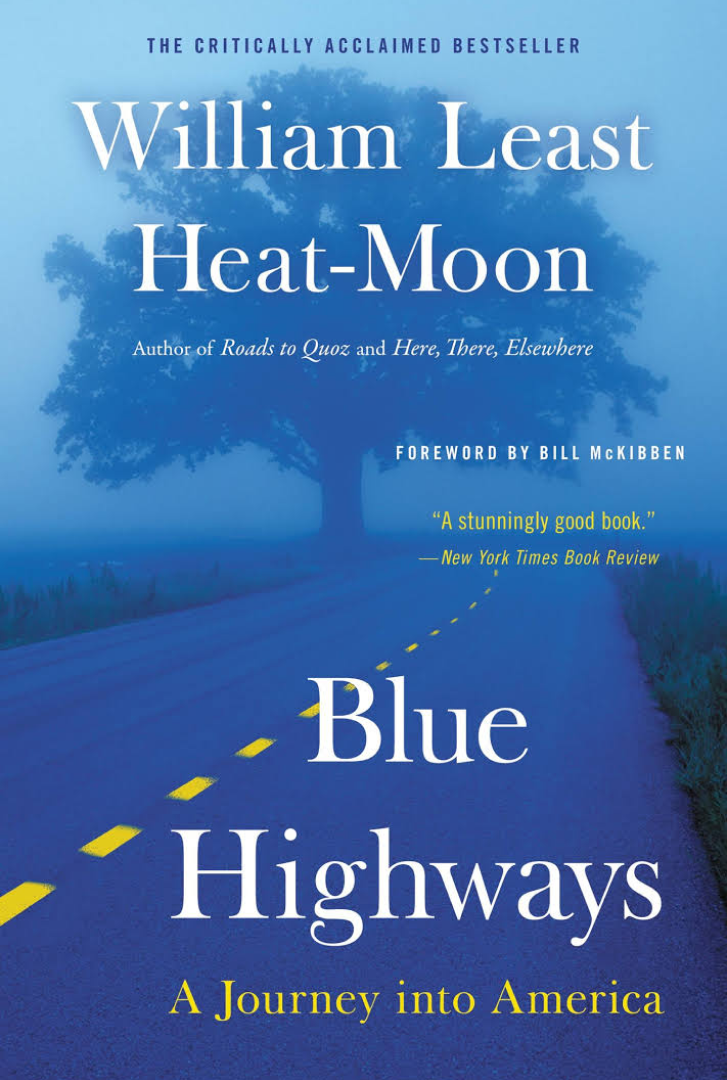 THE CRITICALLY ACCLAIMED BESTSELLER
William Least
Heat-Moon
Author of Roads to Quoz and Here, There, Elsewhere
FOREWORD BY BILL McKIBBEN
“A stunningly good book.”
—New York Times Book Review
Blue
Highways
A Journey into America